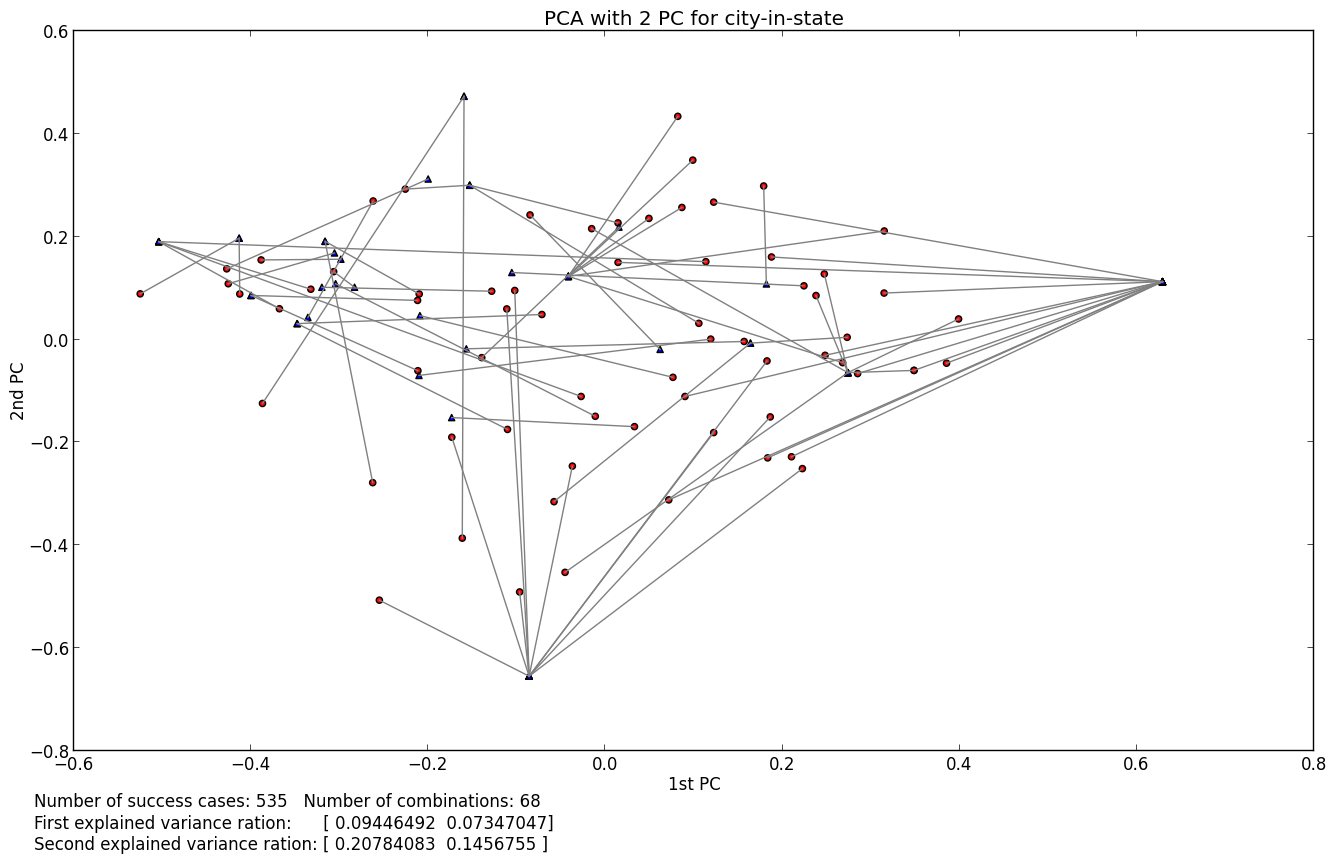 PCA with 2 PC for city-in-state
0.6
0.4
0.2
0.0
−0.2
−0.4
−0.6
−0.8
2nd PC
−0.6 −0.4 −0.2 0.0 0.2 0.4 0.6 0.8
1st PC
Number of success cases: 535 Number of combinations: 68
First explained variance ration: [ 0.09446492 0.07347047]
Second explained variance ration: [ 0.20784083 0.1456755 ]